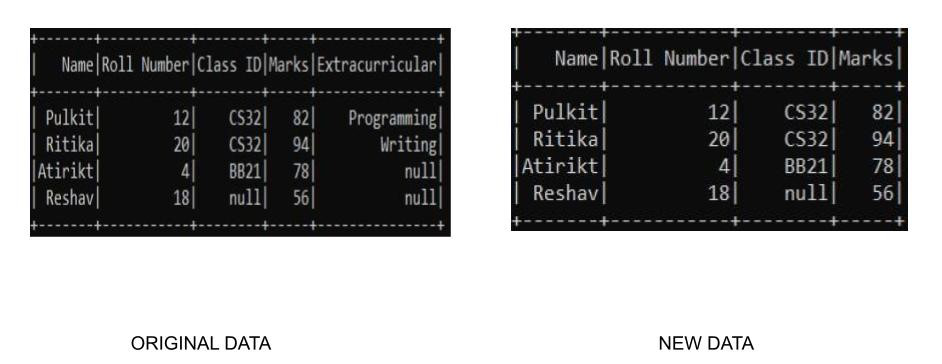 +-------+-----------+--------+-----+---------------+
|   Name|Roll Number|Class ID|Marks|Extracurricular|
+-------+-----------+--------+-----+---------------+
| Pulkit|         12|    CS32|   82|    Programming|
| Ritika|         20|    CS32|   94|        Writing|
|Atirikt|          4|    BB21|   78|           null|
| Reshav|         18|    null|   56|           null|
+-------+-----------+--------+-----+---------------+
ORIGINAL DATA
+-------+-----------+--------+-----+
|   Name|Roll Number|Class ID|Marks|
+-------+-----------+--------+-----+
| Pulkit|         12|    CS32|   82|
| Ritika|         20|    CS32|   94|
|Atirikt|          4|    BB21|   78|
| Reshav|         18|    null|   56|
+-------+-----------+--------+-----+
NEW DATA